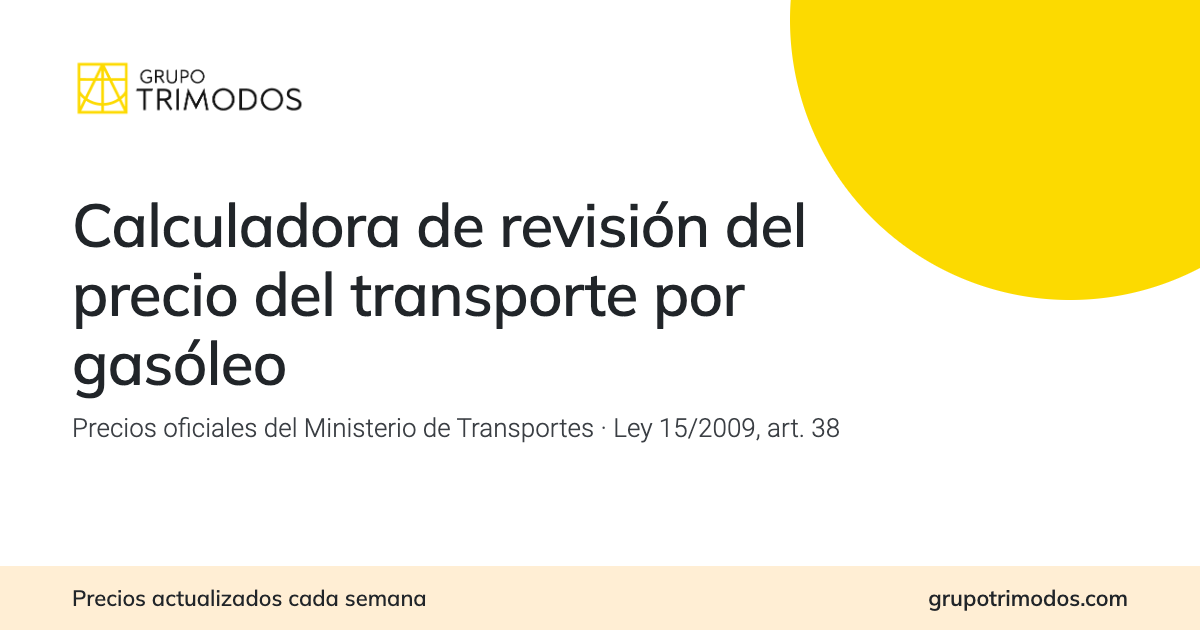 GRUPO
TRIMODOS
Calculadora de revisión del
precio del transporte por
gasóleo
Precios oficiales del Ministerio de Transportes · Ley 15/2009, art. 38
Precios actualizados cada semana
grupotrimodos.com